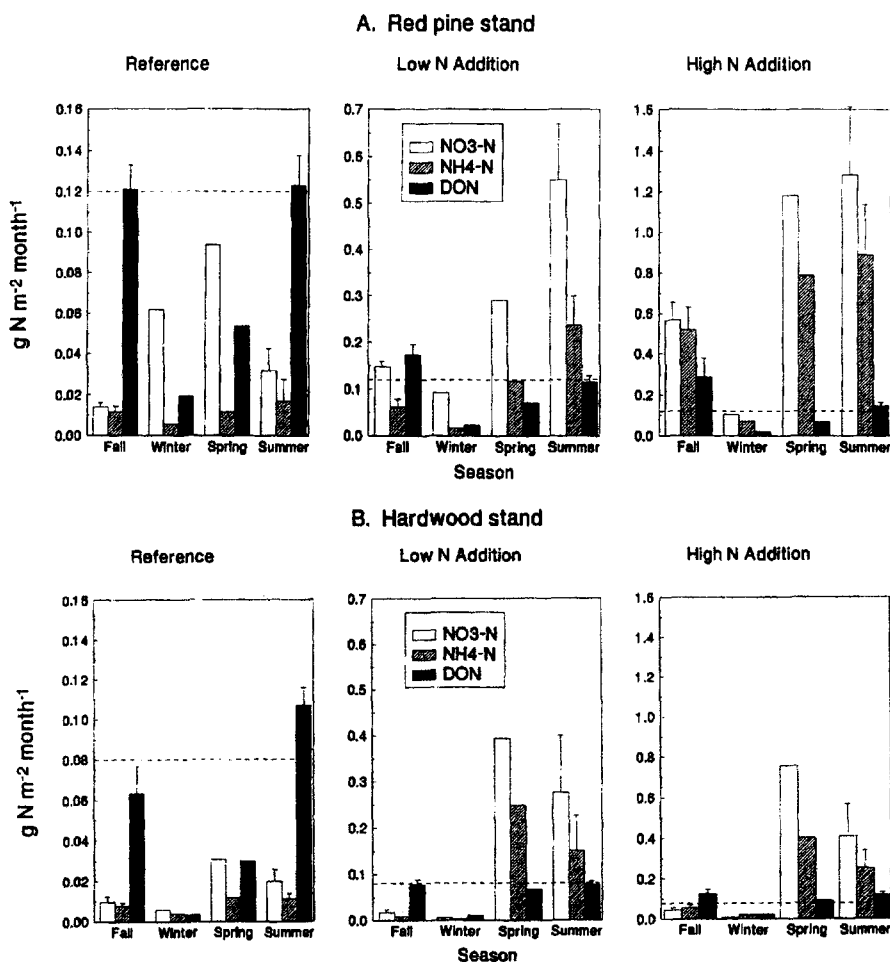 A. Red pine stand
Reference
Low N Addition
High N Addition
g N m⁻² month⁻¹
0.16
0.14
0.12
0.10
0.08
0.06
0.04
0.02
0.00
Fall Winter Spring Summer
0.7
0.6
0.5
0.4
0.3
0.2
0.1
0.0
NO3-N
NH4-N
DON
Fall Winter Spring Summer
Season
1.6
1.4
1.2
1.0
0.8
0.6
0.4
0.2
0.0
Fall Winter Spring Summer
B. Hardwood stand
Reference
Low N Addition
High N Addition
g N m⁻² month⁻¹
0.16
0.14
0.12
0.10
0.08
0.06
0.04
0.02
0.00
Fall Winter Spring Summer
0.7
0.6
0.5
0.4
0.3
0.2
0.1
0.0
NO3-N
NH4-N
DON
Fall Winter Spring Summer
Season
1.6
1.4
1.2
1.0
0.8
0.6
0.4
0.2
0.0
Fall Winter Spring Summer